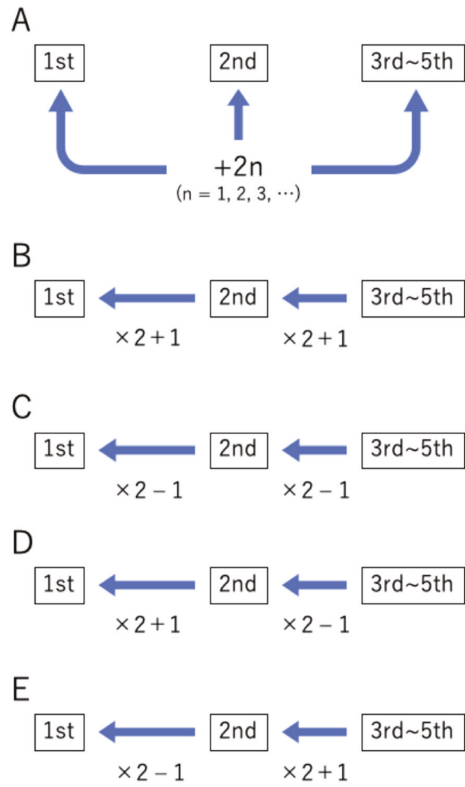 A
1st 2nd 3rd~5th
+2n
(n = 1, 2, 3, ⋯)
B
1st 2nd 3rd~5th
×2+1 ×2+1
C
1st 2nd 3rd~5th
×2−1 ×2−1
D
1st 2nd 3rd~5th
×2+1 ×2−1
E
1st 2nd 3rd~5th
×2−1 ×2+1